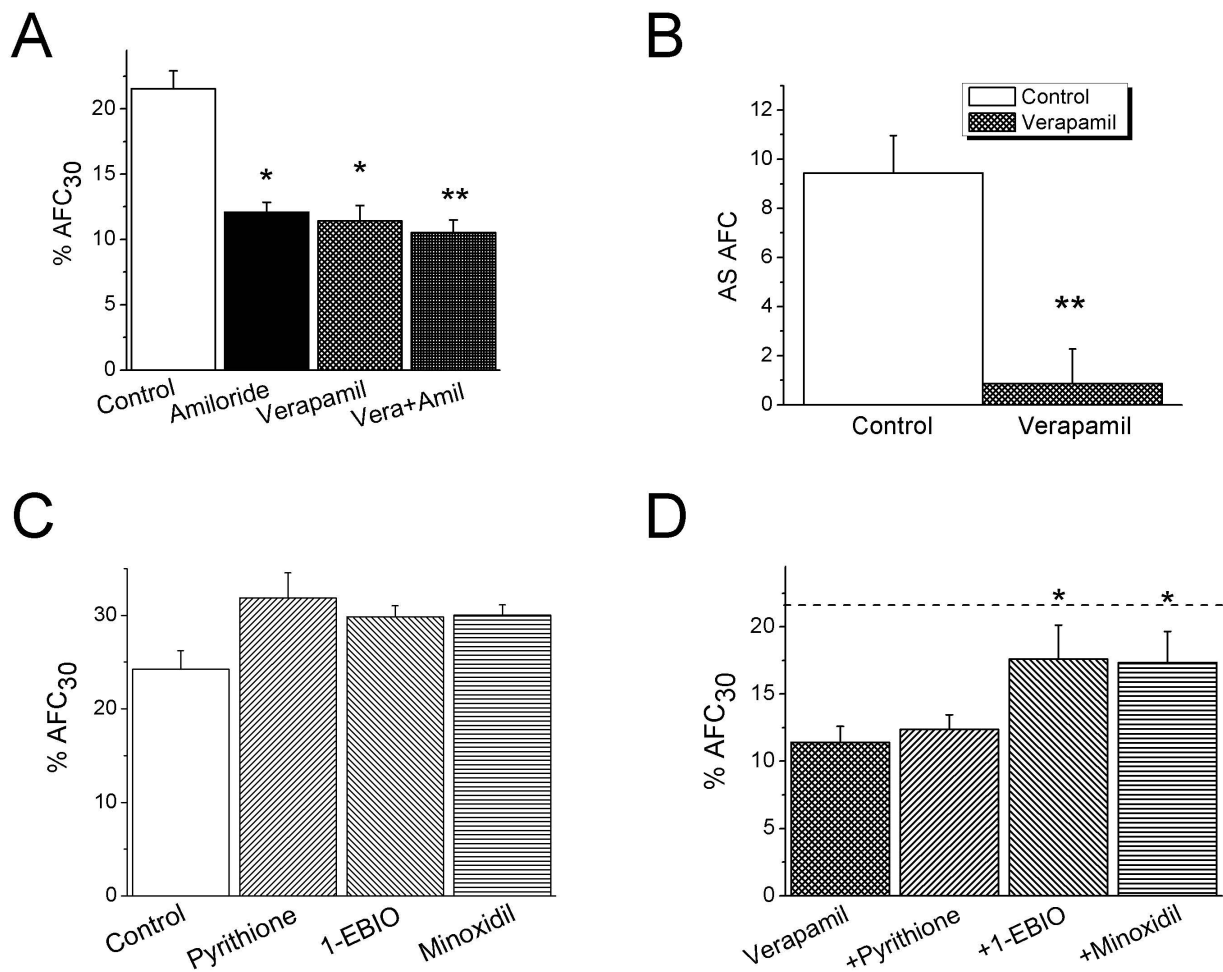 A
% AFC30
20
15
10
5
0
*
*
**
Control
Amiloride
Verapamil
Vera+Amil
B
AS AFC
12
10
8
6
4
2
0
Control
Verapamil
**
Control
Verapamil
C
% AFC30
30
20
10
0
Control
Pyrithione
1-EBIO
Minoxidil
D
% AFC30
20
15
10
5
0
*
*
Verapamil
+Pyrithione
+1-EBIO
+Minoxidil